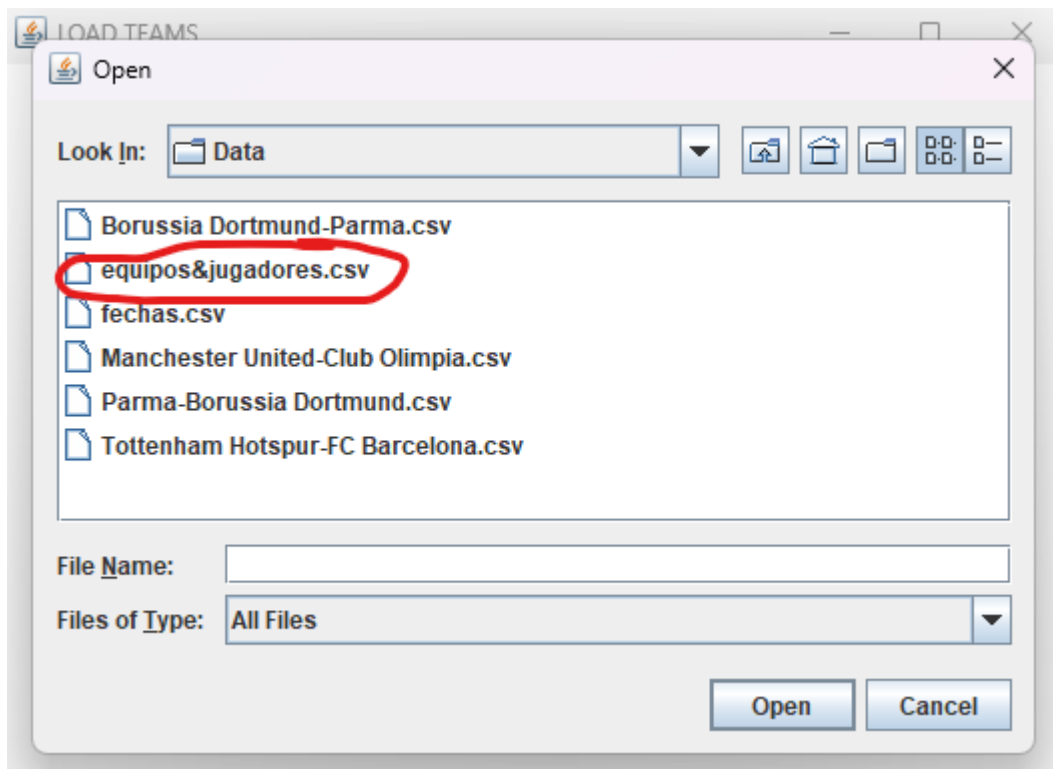 LOAD TEAMS
Open
Look In: Data
Borussia Dortmund-Parma.csv
equipos&jugadores.csv
fechas.csv
Manchester United-Club Olimpia.csv
Parma-Borussia Dortmund.csv
Tottenham Hotspur-FC Barcelona.csv
File Name:
Files of Type: All Files
Open Cancel